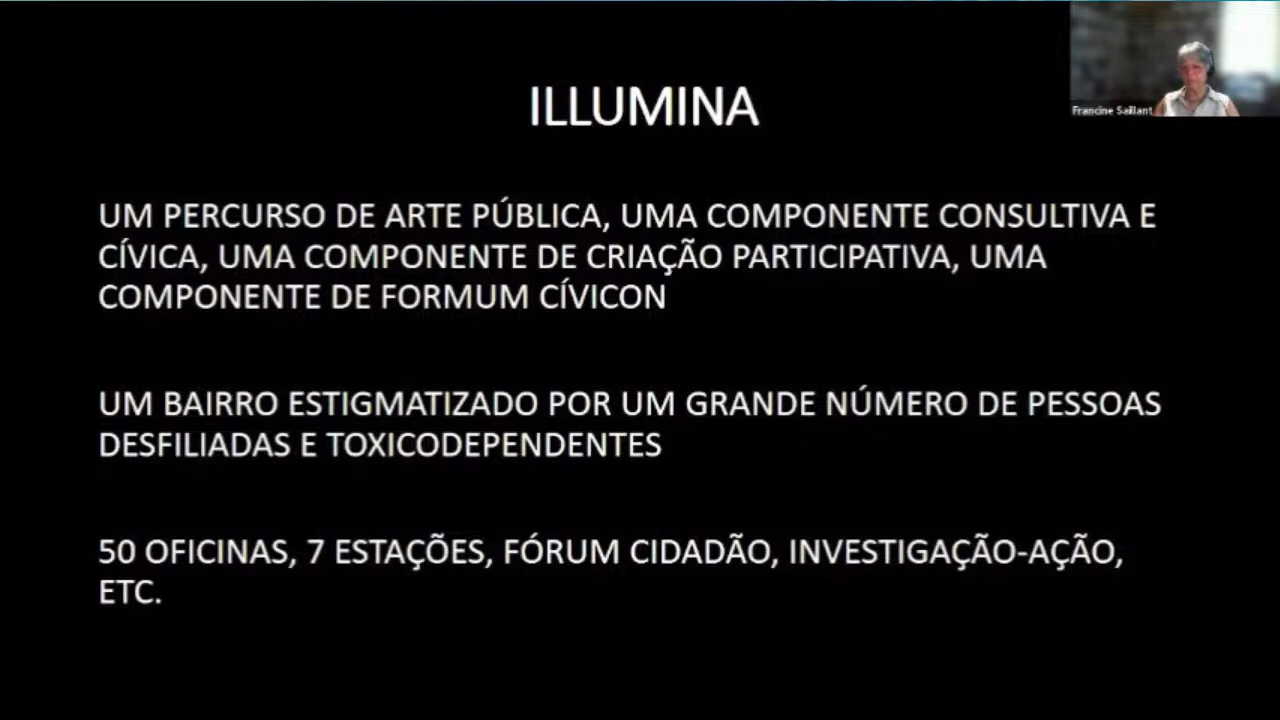 ILLUMINA
Francine Saillant
UM PERCURSO DE ARTE PÚBLICA, UMA COMPONENTE CONSULTIVA E
CÍVICA, UMA COMPONENTE DE CRIAÇÃO PARTICIPATIVA, UMA
COMPONENTE DE FORMUM CÍVICON
UM BAIRRO ESTIGMATIZADO POR UM GRANDE NÚMERO DE PESSOAS
DESFILIADAS E TOXICODEPENDENTES
50 OFICINAS, 7 ESTAÇÕES, FÓRUM CIDADÃO, INVESTIGAÇÃO-AÇÃO,
ETC.